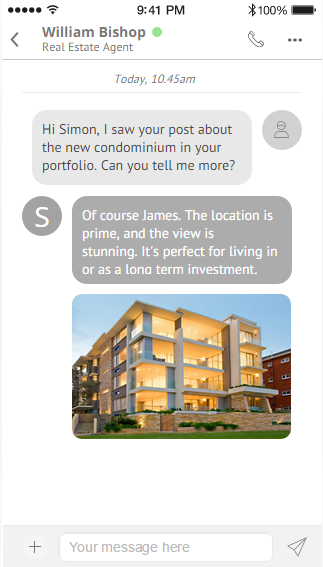 9:41 PM
100%
William Bishop
Real Estate Agent
Today, 10.45am
Hi Simon, I saw your post about
the new condominium in your
portfolio. Can you tell me more?
S
Of course James. The location is
prime, and the view is
stunning. It's perfect for living in
or as a long term investment.
Your message here